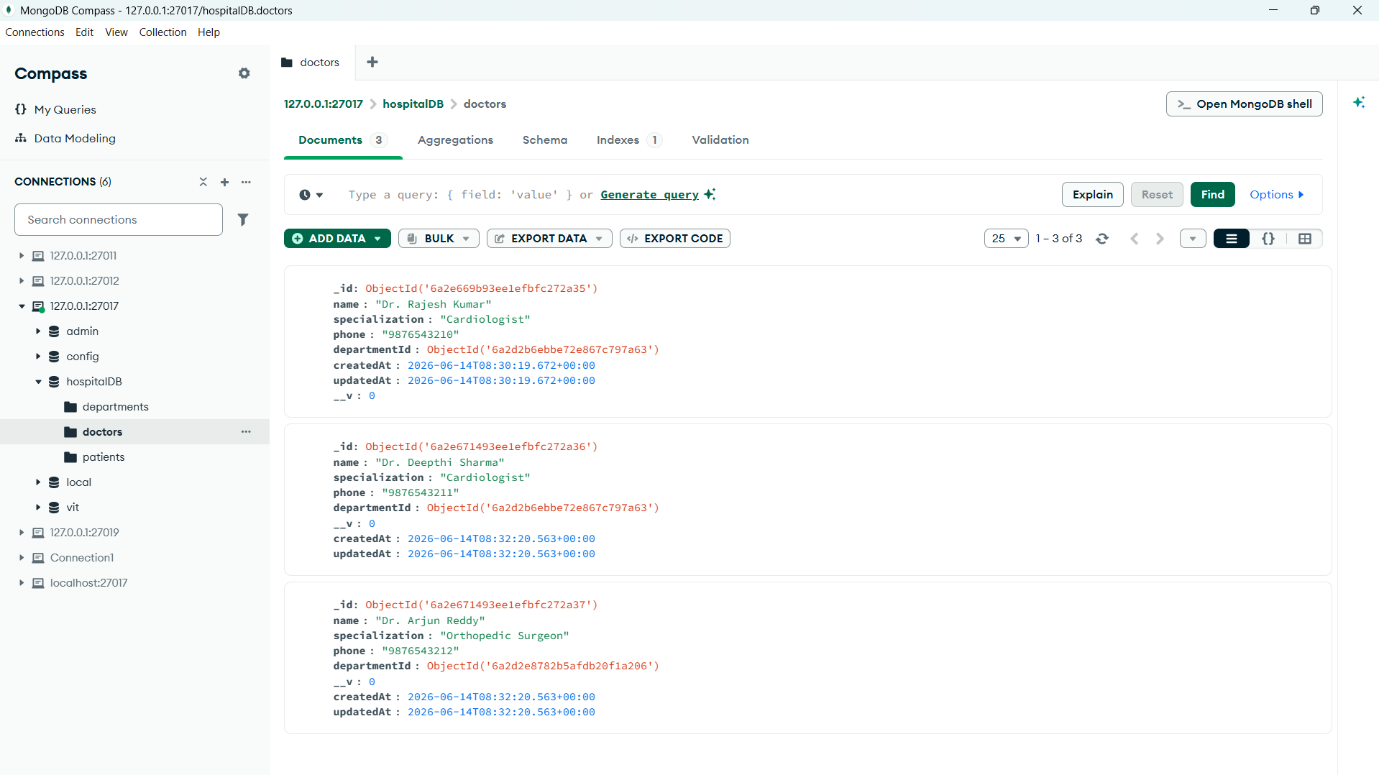 MongoDB Compass - 127.0.0.1:27017/hospitalDB.doctors
Connections Edit View Collection Help
Compass
My Queries
Data Modeling
CONNECTIONS (6)
Search connections
127.0.0.1:27011
127.0.0.1:27012
127.0.0.1:27017
admin
config
hospitalDB
departments
doctors
patients
local
vit
127.0.0.1:27019
Connection1
localhost:27017
doctors
127.0.0.1:27017 > hospitalDB > doctors
>_ Open MongoDB shell
Documents 3 Aggregations Schema Indexes 1 Validation
Type a query: { field: 'value' } or Generate query
Explain Reset Find Options
ADD DATA BULK EXPORT DATA </> EXPORT CODE
25 1 – 3 of 3 {}
_id: ObjectId('6a2e669b93ee1efbfc272a35')
name : "Dr. Rajesh Kumar"
specialization : "Cardiologist"
phone : "9876543210"
departmentId : ObjectId('6a2d2b6ebbe72e867c797a63')
createdAt : 2026-06-14T08:30:19.672+00:00
updatedAt : 2026-06-14T08:30:19.672+00:00
__v : 0
_id: ObjectId('6a2e671493ee1efbfc272a36')
name : "Dr. Deepthi Sharma"
specialization : "Cardiologist"
phone : "9876543211"
departmentId : ObjectId('6a2d2b6ebbe72e867c797a63')
__v : 0
createdAt : 2026-06-14T08:32:20.563+00:00
updatedAt : 2026-06-14T08:32:20.563+00:00
_id: ObjectId('6a2e671493ee1efbfc272a37')
name : "Dr. Arjun Reddy"
specialization : "Orthopedic Surgeon"
phone : "9876543212"
departmentId : ObjectId('6a2d2e8782b5afdb20f1a206')
__v : 0
createdAt : 2026-06-14T08:32:20.563+00:00
updatedAt : 2026-06-14T08:32:20.563+00:00